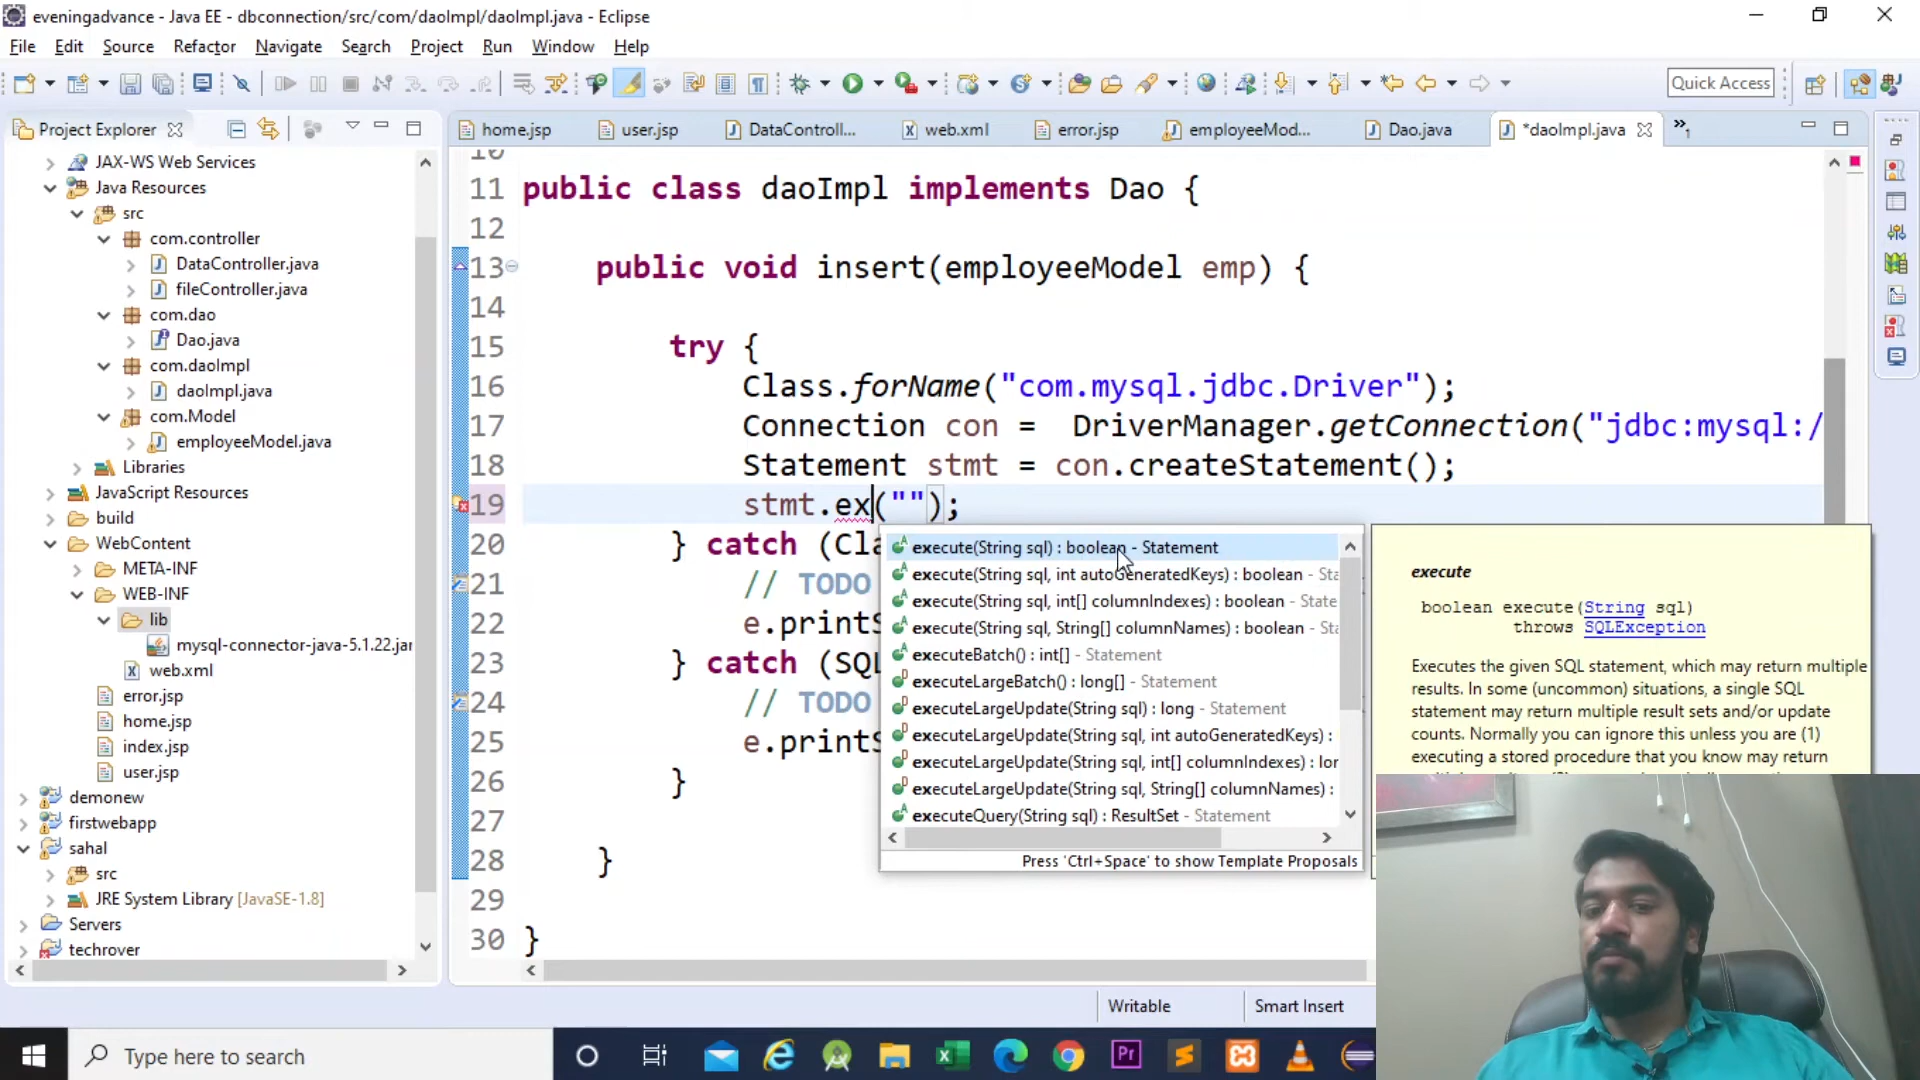 eveningadvance - Java EE - dbconnection/src/com/daoImpl/daoImpl.java - Eclipse
File Edit Source Refactor Navigate Search Project Run Window Help
Quick Access
Project Explorer
home.jsp user.jsp DataControll... web.xml error.jsp employeeMod... Dao.java *daoImpl.java »1
JAX-WS Web Services
Java Resources
src
com.controller
DataController.java
fileController.java
com.dao
Dao.java
com.daoImpl
daoImpl.java
com.Model
employeeModel.java
Libraries
JavaScript Resources
build
WebContent
META-INF
WEB-INF
lib
mysql-connector-java-5.1.22.jar
web.xml
error.jsp
home.jsp
index.jsp
user.jsp
demonew
firstwebapp
sahal
src
JRE System Library [JavaSE-1.8]
Servers
techrover
10
11 public class daoImpl implements Dao {
12
13 public void insert(employeeModel emp) {
14
15 try {
16 Class.forName("com.mysql.jdbc.Driver");
17 Connection con = DriverManager.getConnection("jdbc:mysql:/
18 Statement stmt = con.createStatement();
19 stmt.ex("");
20 } catch (Cla
21 // TODO
22 e.printS
23 } catch (SQL
24 // TODO
25 e.printS
26 }
27
28 }
29
30 }
execute(String sql) : boolean - Statement
execute(String sql, int autoGeneratedKeys) : boolean - Sta
execute(String sql, int[] columnIndexes) : boolean - State
execute(String sql, String[] columnNames) : boolean - Sta
executeBatch() : int[] - Statement
executeLargeBatch() : long[] - Statement
executeLargeUpdate(String sql) : long - Statement
executeLargeUpdate(String sql, int autoGeneratedKeys) :
executeLargeUpdate(String sql, int[] columnIndexes) : lor
executeLargeUpdate(String sql, String[] columnNames) :
executeQuery(String sql) : ResultSet - Statement
Press 'Ctrl+Space' to show Template Proposals
execute
boolean execute(String sql)
throws SQLException
Executes the given SQL statement, which may return multiple
results. In some (uncommon) situations, a single SQL
statement may return multiple result sets and/or update
counts. Normally you can ignore this unless you are (1)
executing a stored procedure that you know may return
Writable Smart Insert
Type here to search
Pr